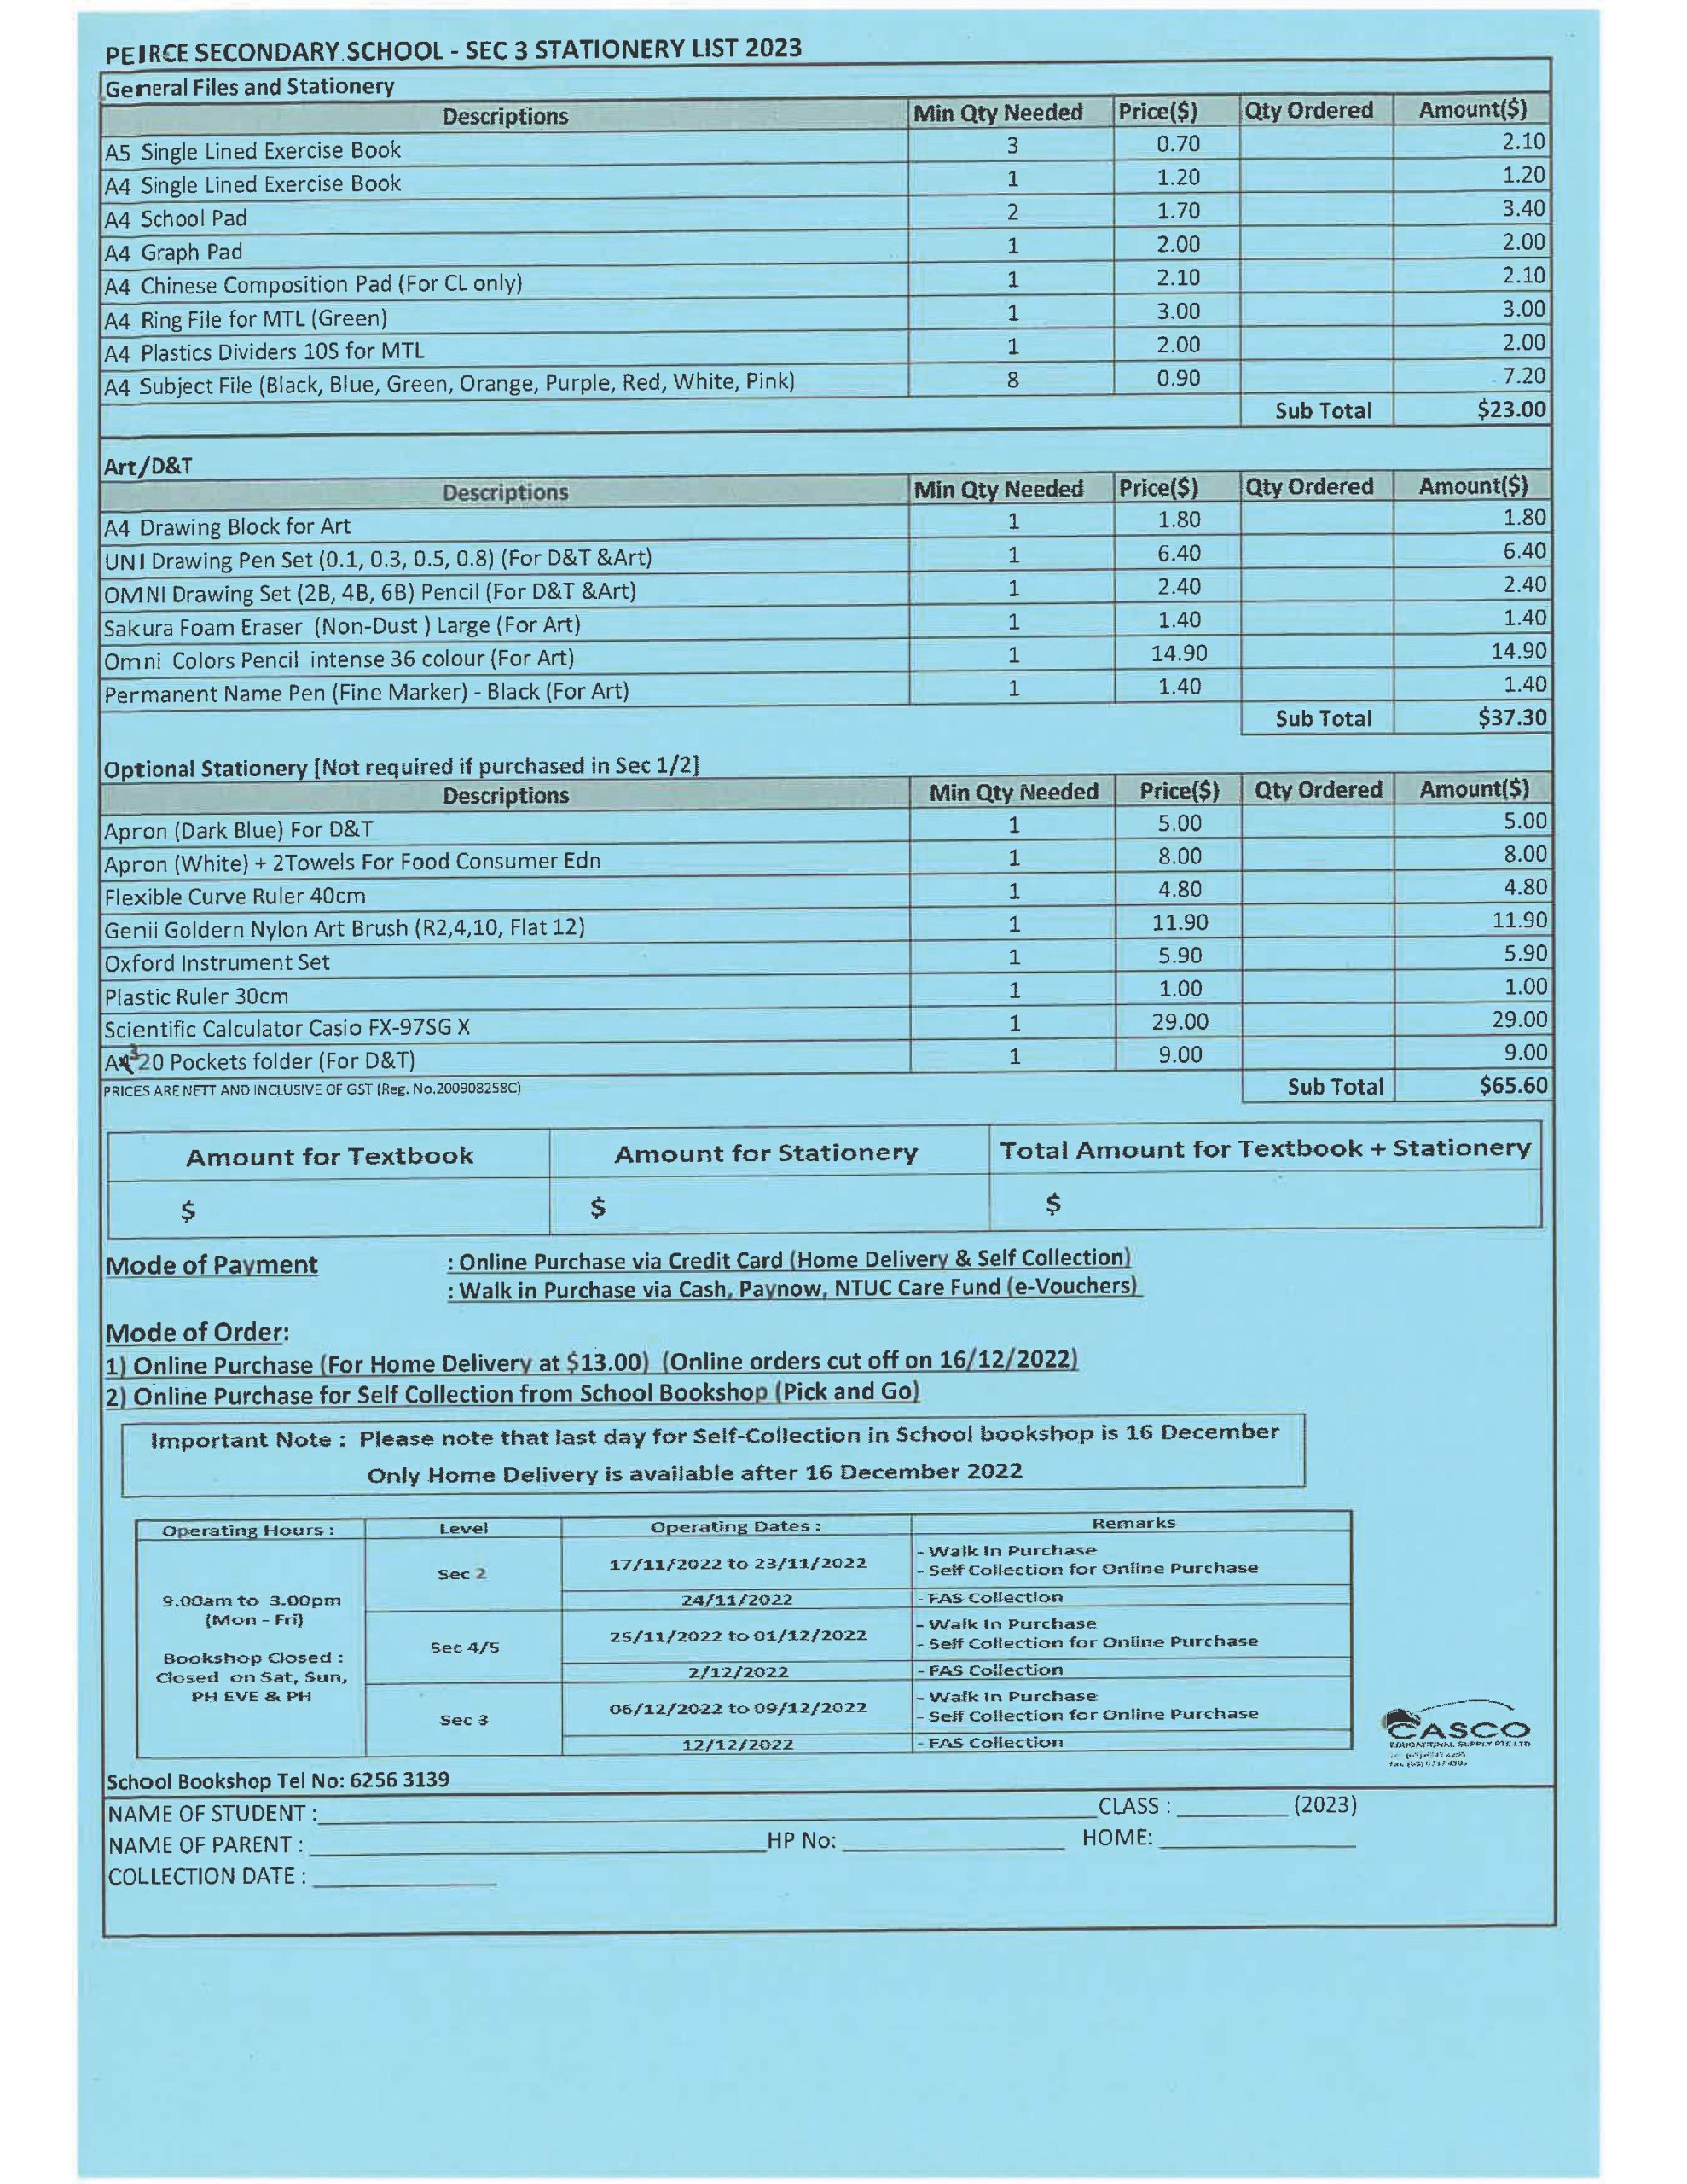 PEIRCE SECONDARY SCHOOL - SEC 3 STATIONERY LIST 2023
General Files and Stationery
Descriptions Min Qty Needed Price($) Qty Ordered Amount($)
A5 Single Lined Exercise Book 3 0.70 2.10
A4 Single Lined Exercise Book 1 1.20 1.20
A4 School Pad 2 1.70 3.40
A4 Graph Pad 1 2.00 2.00
A4 Chinese Composition Pad (For CL only) 1 2.10 2.10
A4 Ring File for MTL (Green) 1 3.00 3.00
A4 Plastics Dividers 10S for MTL 1 2.00 2.00
A4 Subject File (Black, Blue, Green, Orange, Purple, Red, White, Pink) 8 0.90 7.20
Sub Total $23.00
Art/D&T
Descriptions Min Qty Needed Price($) Qty Ordered Amount($)
A4 Drawing Block for Art 1 1.80 1.80
UNI Drawing Pen Set (0.1, 0.3, 0.5, 0.8) (For D&T &Art) 1 6.40 6.40
OMNI Drawing Set (2B, 4B, 6B) Pencil (For D&T &Art) 1 2.40 2.40
Sakura Foam Eraser (Non-Dust ) Large (For Art) 1 1.40 1.40
Omni Colors Pencil intense 36 colour (For Art) 1 14.90 14.90
Permanent Name Pen (Fine Marker) - Black (For Art) 1 1.40 1.40
Sub Total $37.30
Optional Stationery [Not required if purchased in Sec 1/2]
Descriptions Min Qty Needed Price($) Qty Ordered Amount($)
Apron (Dark Blue) For D&T 1 5.00 5.00
Apron (White) + 2Towels For Food Consumer Edn 1 8.00 8.00
Flexible Curve Ruler 40cm 1 4.80 4.80
Genii Goldern Nylon Art Brush (R2,4,10, Flat 12) 1 11.90 11.90
Oxford Instrument Set 1 5.90 5.90
Plastic Ruler 30cm 1 1.00 1.00
Scientific Calculator Casio FX-97SG X 1 29.00 29.00
A3 20 Pockets folder (For D&T) 1 9.00 9.00
PRICES ARE NETT AND INCLUSIVE OF GST (Reg. No.200908258C) Sub Total $65.60
Amount for Textbook Amount for Stationery Total Amount for Textbook + Stationery
$ $ $
Mode of Payment : Online Purchase via Credit Card (Home Delivery & Self Collection)
: Walk in Purchase via Cash, Paynow, NTUC Care Fund (e-Vouchers)
Mode of Order:
1) Online Purchase (For Home Delivery at $13.00) (Online orders cut off on 16/12/2022)
2) Online Purchase for Self Collection from School Bookshop (Pick and Go)
Important Note : Please note that last day for Self-Collection in School bookshop is 16 December
Only Home Delivery is available after 16 December 2022
Operating Hours : Level Operating Dates : Remarks
9.00am to 3.00pm
(Mon - Fri)
Bookshop Closed :
Closed on Sat, Sun,
PH EVE & PH
Sec 2 17/11/2022 to 23/11/2022 - Walk In Purchase
- Self Collection for Online Purchase
24/11/2022 - FAS Collection
Sec 4/5 25/11/2022 to 01/12/2022 - Walk In Purchase
- Self Collection for Online Purchase
2/12/2022 - FAS Collection
Sec 3 06/12/2022 to 09/12/2022 - Walk In Purchase
- Self Collection for Online Purchase
12/12/2022 - FAS Collection
CASCO
EDUCATIONAL SUPPLY PTE LTD
School Bookshop Tel No: 6256 3139
NAME OF STUDENT : CLASS : (2023)
NAME OF PARENT : HP No: HOME:
COLLECTION DATE :